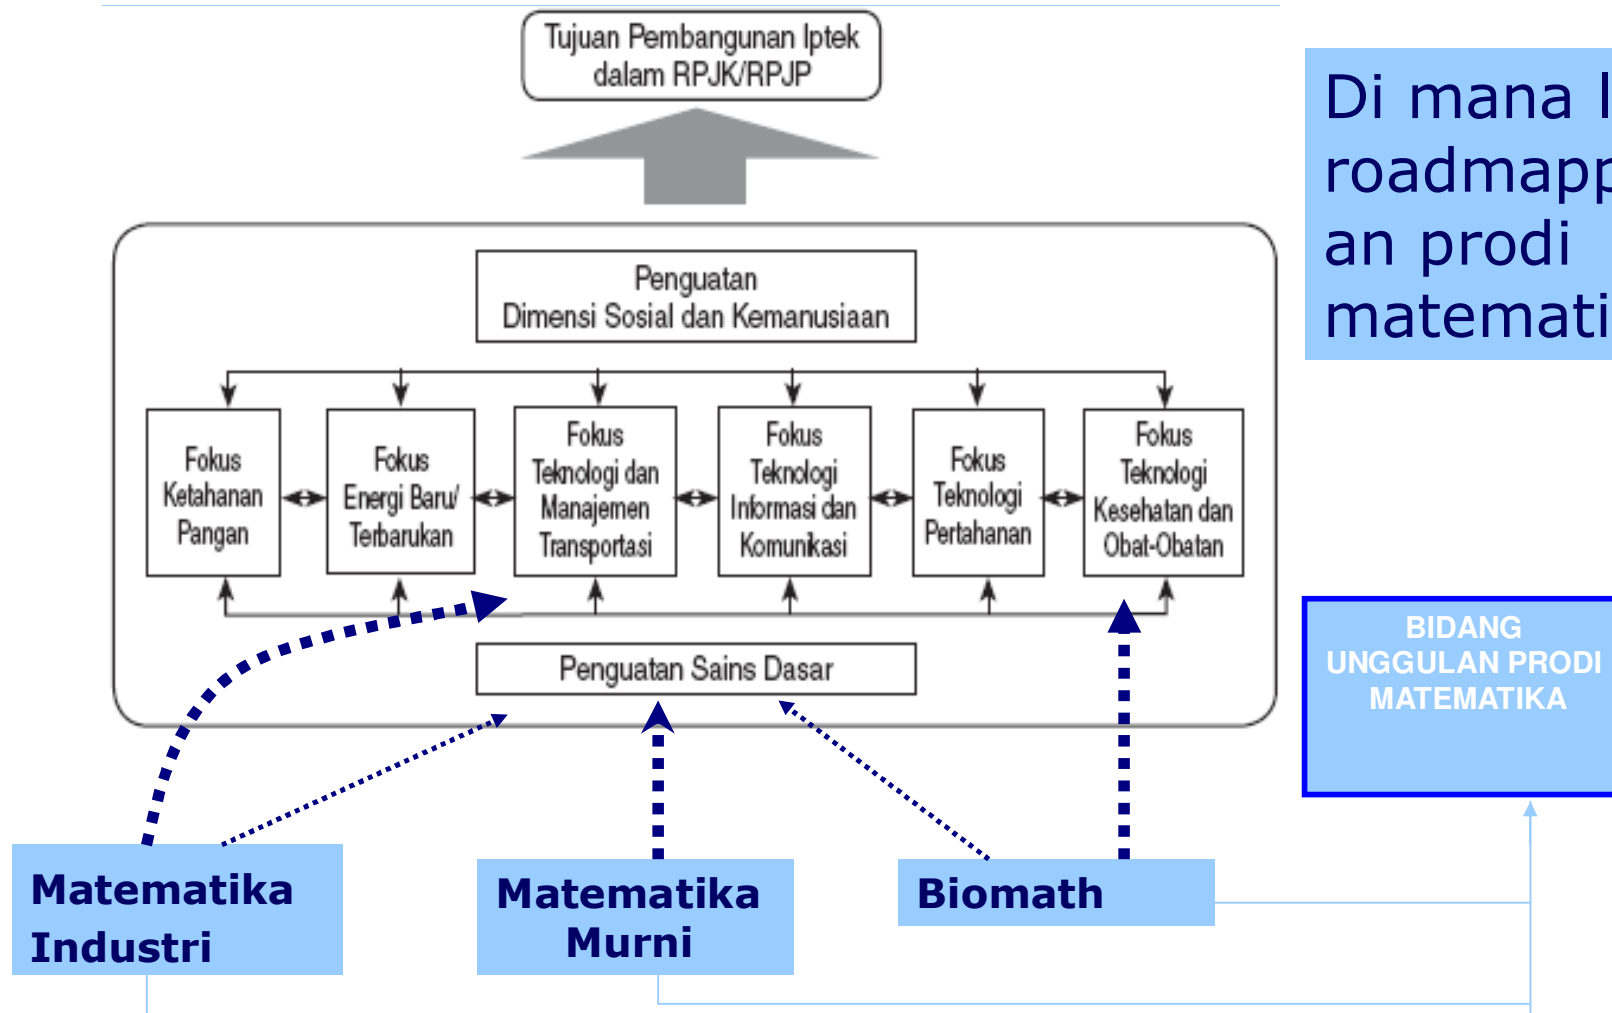 Tujuan Pembangunan Iptek
dalam RPJK/RPJP
Di mana
roadmapp
an prodi
matemati
Penguatan
Dimensi Sosial dan Kemanusiaan
Fokus
Ketahanan
Pangan
Fokus
Energi Baru/
Terbarukan
Fokus
Teknologi dan
Manajemen
Transportasi
Fokus
Teknologi
Informasi dan
Komunikasi
Fokus
Teknologi
Pertahanan
Fokus
Teknologi
Kesehatan dan
Obat-Obatan
Penguatan Sains Dasar
BIDANG
UNGGULAN PRODI
MATEMATIKA
Matematika
Industri
Matematika
Murni
Biomath